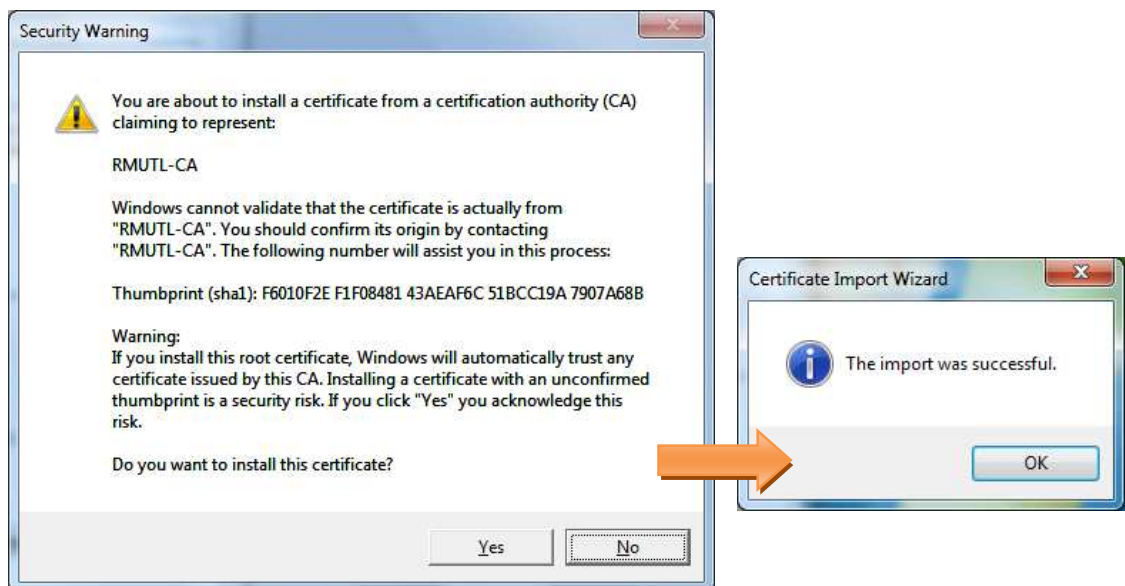 Security Warning
You are about to install a certificate from a certification authority (CA)
claiming to represent:
RMUTL-CA
Windows cannot validate that the certificate is actually from
"RMUTL-CA". You should confirm its origin by contacting
"RMUTL-CA". The following number will assist you in this process:
Thumbprint (sha1): F6010F2E F1F08481 43AEAF6C 51BCC19A 7907A68B
Warning:
If you install this root certificate, Windows will automatically trust any
certificate issued by this CA. Installing a certificate with an unconfirmed
thumbprint is a security risk. If you click "Yes" you acknowledge this
risk.
Do you want to install this certificate?
Yes
No
Certificate Import Wizard
The import was successful.
OK